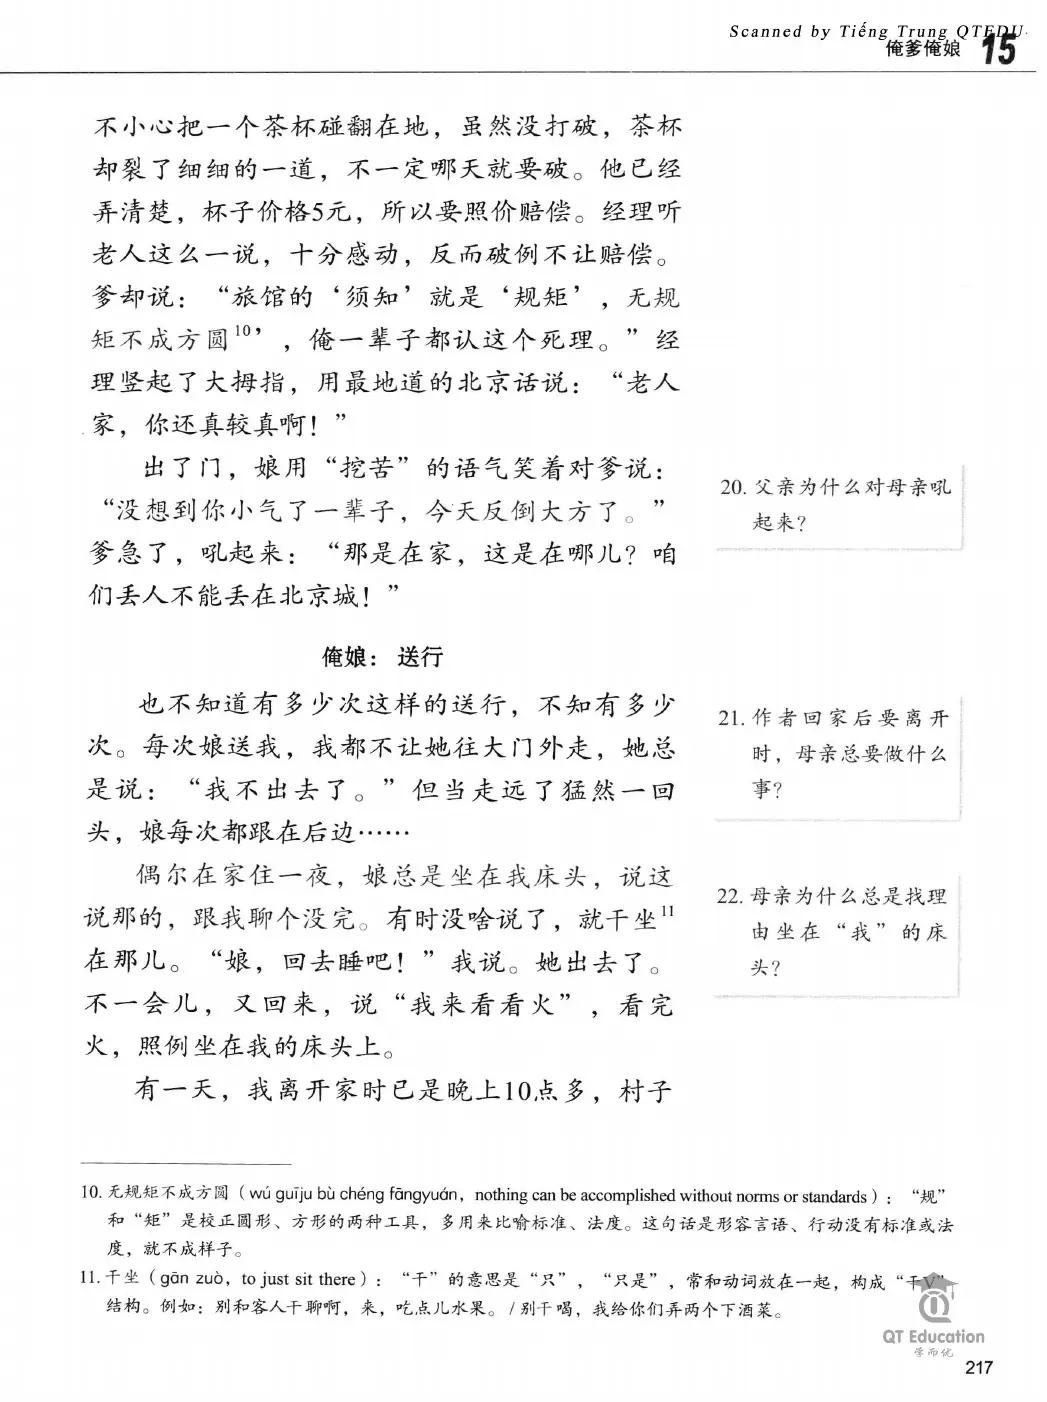 Scanned by Tiếng Trung QTEDU
俺爹俺娘 15
不小心把一个茶杯碰翻在地，虽然没打破，茶杯
却裂了细细的一道，不一定哪天就要破。他已经
弄清楚，杯子价格5元，所以要照价赔偿。经理听
老人这么一说，十分感动，反而破例不让赔偿。
爹却说：“旅馆的‘须知’就是‘规矩’，无规
矩不成方圆10’，俺一辈子都认这个死理。”经
理竖起了大拇指，用最地道的北京话说：“老人
家，你还真较真啊！”
出了门，娘用“挖苦”的语气笑着对爹说：
“没想到你小气了一辈子，今天反倒大方了。”
爹急了，吼起来：“那是在家，这是在哪儿？咱
们丢人不能丢在北京城！”
20. 父亲为什么对母亲吼
起来？
俺娘：送行
也不知道有多少次这样的送行，不知有多少
次。每次娘送我，我都不让她往大门外走，她总
是说：“我不出去了。”但当走远了猛然一回
头，娘每次都跟在后边……
21. 作者回家后要离开
时，母亲总要做什么
事？
偶尔在家住一夜，娘总是坐在我床头，说这
说那的，跟我聊个没完。有时没啥说了，就干坐11
在那儿。“娘，回去睡吧！”我说。她出去了。
不一会儿，又回来，说“我来看看火”，看完
火，照例坐在我的床头上。
22. 母亲为什么总是找理
由坐在“我”的床
头？
有一天，我离开家时已是晚上10点多，村子
10. 无规矩不成方圆（wú guījǔ bù chéng fāngyuán，nothing can be accomplished without norms or standards）：“规”
和“矩”是校正圆形、方形的两种工具，多用来比喻标准、法度。这句话是形容言语、行动没有标准或法
度，就不成样子。
11. 干坐（gān zuò，to just sit there）：“干”的意思是“只”，“只是”，常和动词放在一起，构成“干V”
结构。例如：别和客人干聊啊，来，吃点儿水果。/ 别干喝，我给你们弄两个下酒菜。
QT Education
学而优
217